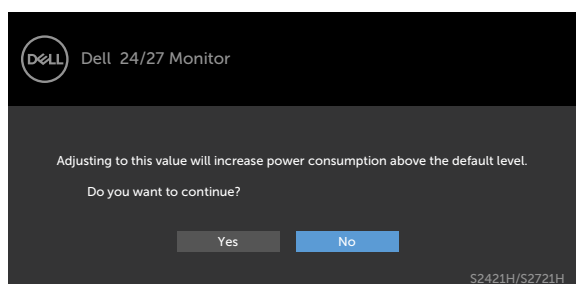 DELL Dell 24/27 Monitor
Adjusting to this value will increase power consumption above the default level.
Do you want to continue?
Yes No
S2421H/S2721H